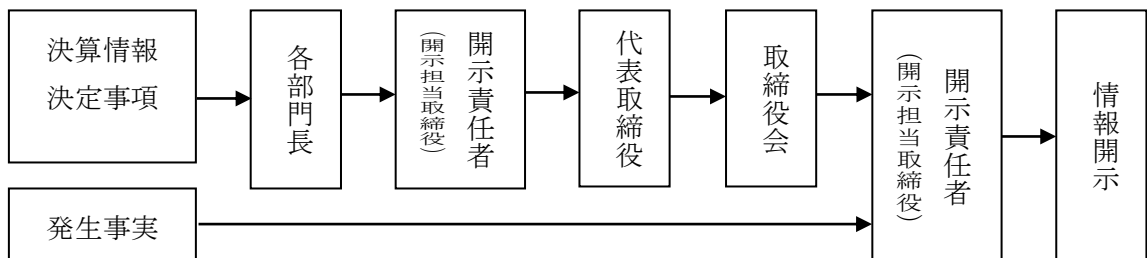 決算情報
決定事項
各部門長
開示責任者
（開示担当取締役）
代表取締役
取締役会
開示責任者
（開示担当取締役）
情報開示
発生事実